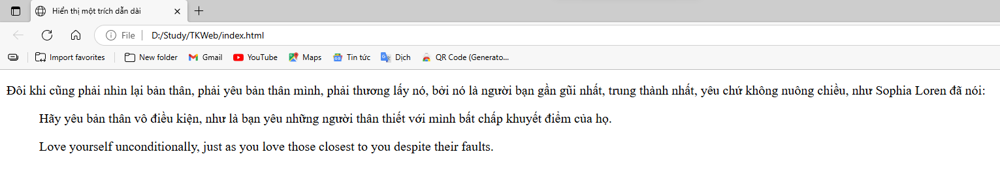 Hiển thị một trích dẫn dài
File D:/Study/TKWeb/index.html
Import favorites New folder Gmail YouTube Maps Tin tức Dịch QR Code (Generato...
Đôi khi cũng phải nhìn lại bản thân, phải yêu bản thân mình, phải thương lấy nó, bởi nó là người bạn gần gũi nhất, trung thành nhất, yêu chứ không nuông chiều, như Sophia Loren đã nói:
Hãy yêu bản thân vô điều kiện, như là bạn yêu những người thân thiết với mình bất chấp khuyết điểm của họ.
Love yourself unconditionally, just as you love those closest to you despite their faults.